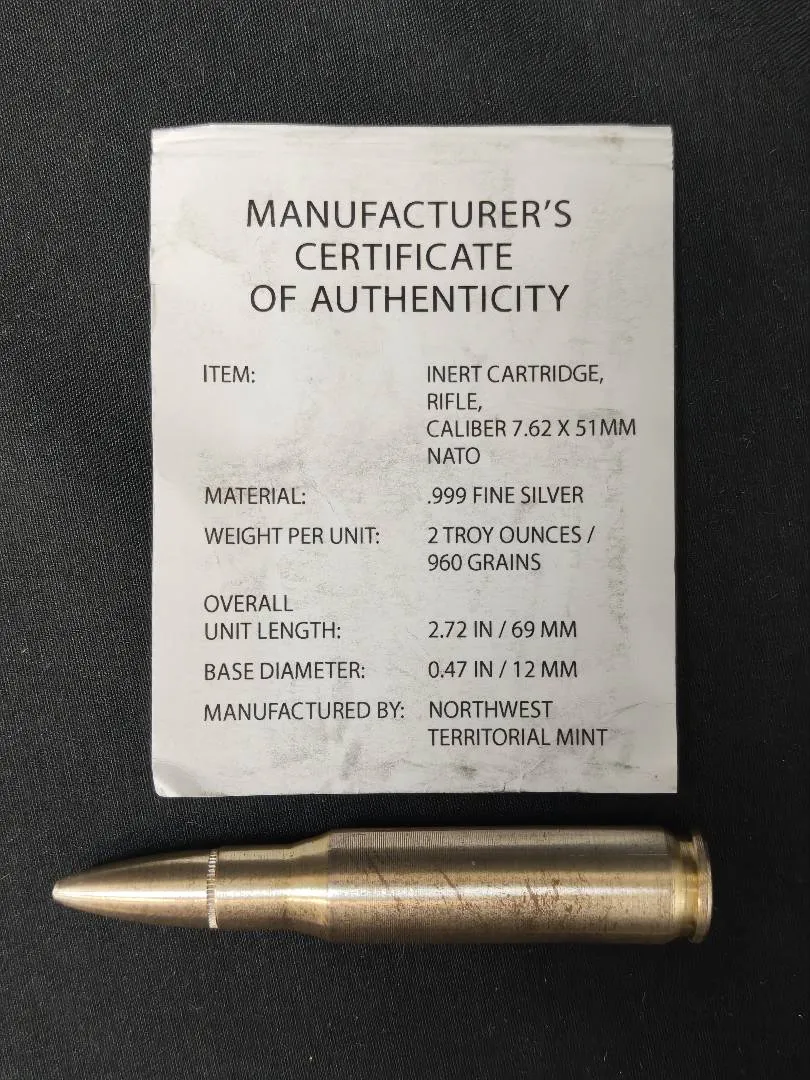 MANUFACTURER'S
CERTIFICATE
OF AUTHENTICITY
ITEM: INERT CARTRIDGE,
RIFLE,
CALIBER 7.62 X 51MM
NATO
MATERIAL: .999 FINE SILVER
WEIGHT PER UNIT: 2 TROY OUNCES /
960 GRAINS
OVERALL
UNIT LENGTH: 2.72 IN / 69 MM
BASE DIAMETER: 0.47 IN / 12 MM
MANUFACTURED BY: NORTHWEST
TERRITORIAL MINT